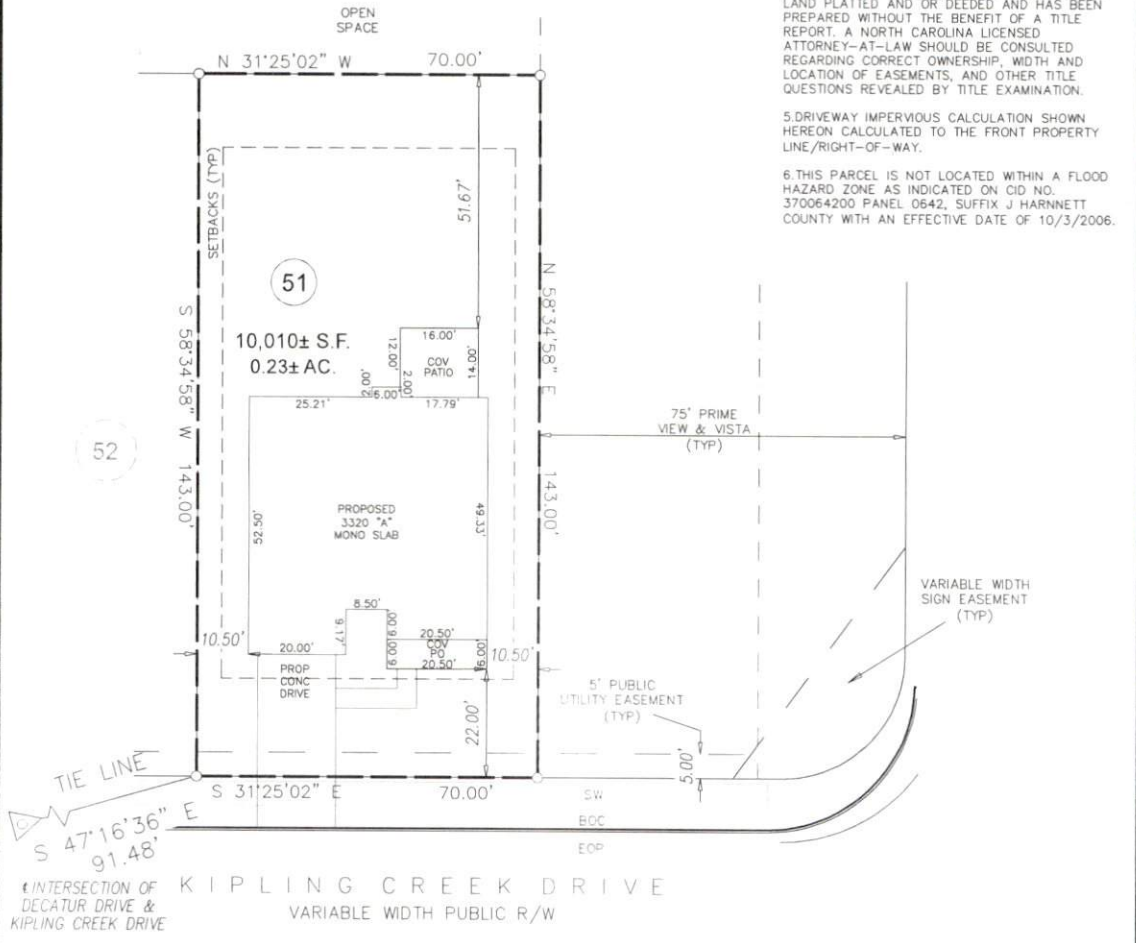 LAND PLATTED AND OR DEEDED AND HAS BEEN
PREPARED WITHOUT THE BENEFIT OF A TITLE
REPORT. A NORTH CAROLINA LICENSED
ATTORNEY-AT-LAW SHOULD BE CONSULTED
REGARDING CORRECT OWNERSHIP, WIDTH AND
LOCATION OF EASEMENTS, AND OTHER TITLE
QUESTIONS REVEALED BY TITLE EXAMINATION.
5.DRIVEWAY IMPERVIOUS CALCULATION SHOWN
HEREON CALCULATED TO THE FRONT PROPERTY
LINE/RIGHT-OF-WAY.
6.THIS PARCEL IS NOT LOCATED WITHIN A FLOOD
HAZARD ZONE AS INDICATED ON CID NO.
370064200 PANEL 0642, SUFFIX J HARNNETT
COUNTY WITH AN EFFECTIVE DATE OF 10/3/2006.
OPEN
SPACE
N 31°25'02" W 70.00'
SETBACKS (TYP)
51.67'
51
10,010± S.F.
0.23± AC.
S 58°34'58" W 143.00'
N 58°34'58" E 143.00'
52
16.00'
12.00'
COV
PATIO
14.00'
2.00'
2.00'
6.00'
25.21'
17.79'
75' PRIME
VIEW & VISTA
(TYP)
PROPOSED
3320 "A"
MONO SLAB
52.50'
49.33'
8.50'
9.17'
6.00'
20.50'
COV
PO
6.00'
20.50'
6.00'
10.50'
20.00'
10.50'
PROP
CONC
DRIVE
22.00'
VARIABLE WIDTH
SIGN EASEMENT
(TYP)
5' PUBLIC
UTILITY EASEMENT
(TYP)
5.00'
TIE LINE
S 47°16'36" E
91.48'
S 31°25'02" E 70.00'
SW
BOC
EOP
℄INTERSECTION OF
DECATUR DRIVE &
KIPLING CREEK DRIVE
KIPLING CREEK DRIVE
VARIABLE WIDTH PUBLIC R/W